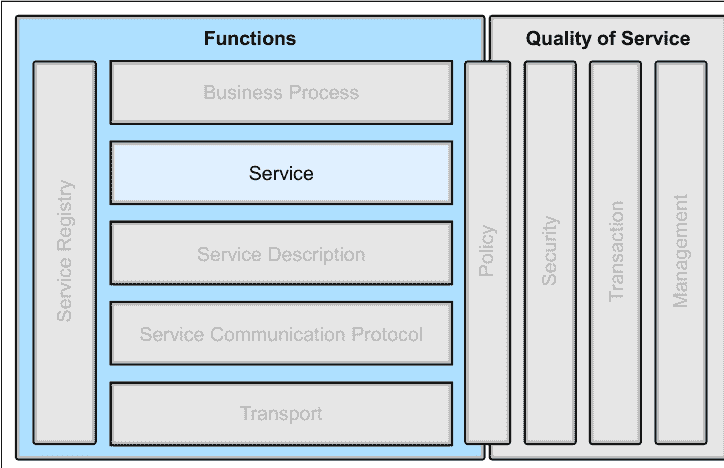 Functions
Quality of Service
Service Registry
Business Process
Service
Service Description
Service Communication Protocol
Transport
Policy
Security
Transaction
Management